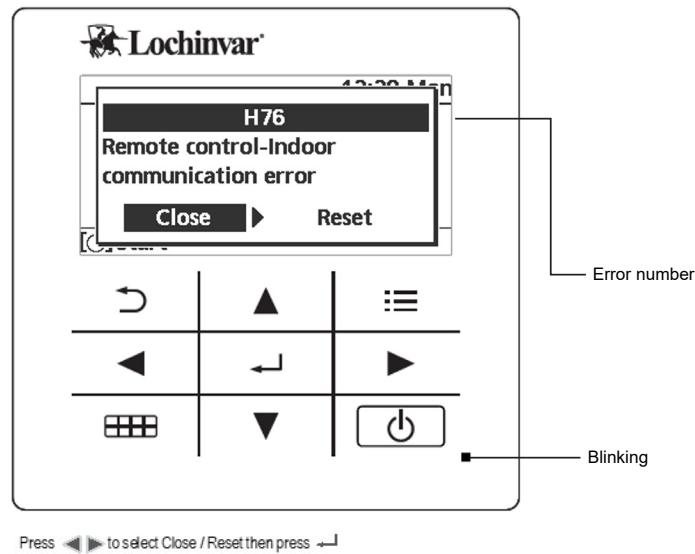 Lochinvar
H76
Remote control-Indoor
communication error
Close
Reset
Error number
Blinking
Press to select Close / Reset then press